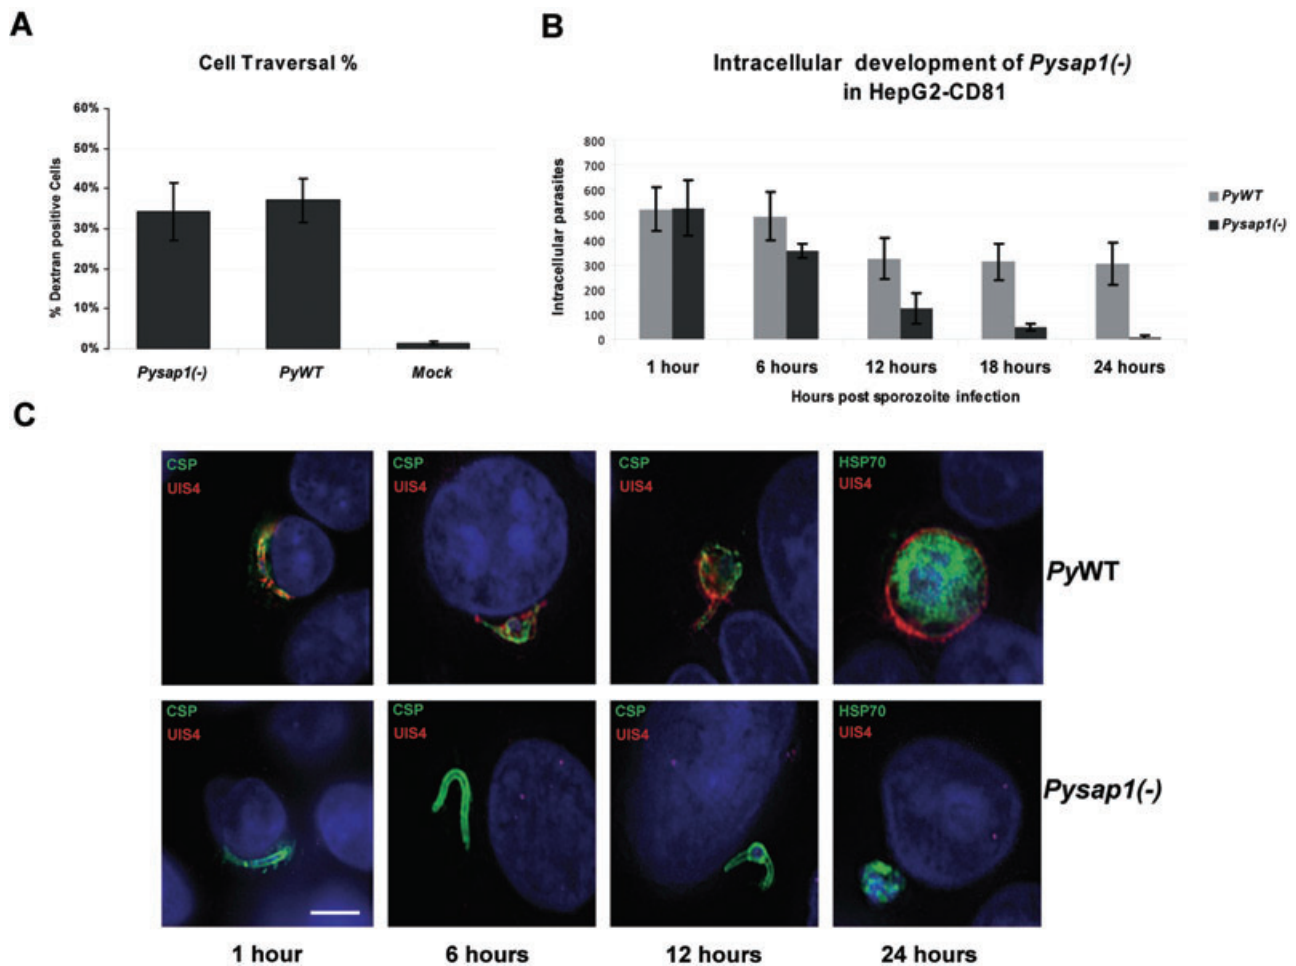 A
Cell Traversal %
% Dextran positive Cells
60%
50%
40%
30%
20%
10%
0%
Pysap1(-) PyWT Mock
B
Intracellular development of Pysap1(-)
in HepG2-CD81
Intracellular parasites
800
700
600
500
400
300
200
100
0
1 hour 6 hours 12 hours 18 hours 24 hours
Hours post sporozoite infection
PyWT
Pysap1(-)
C
CSP
UIS4
CSP
UIS4
CSP
UIS4
HSP70
UIS4
PyWT
CSP
UIS4
CSP
UIS4
CSP
UIS4
HSP70
UIS4
Pysap1(-)
1 hour 6 hours 12 hours 24 hours